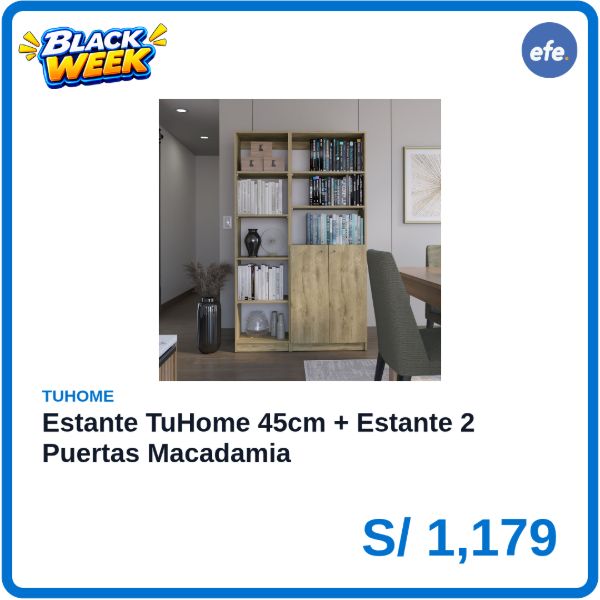 BLACK
WEEK
efe.
TUHOME
Estante TuHome 45cm + Estante 2
Puertas Macadamia
S/ 1,179